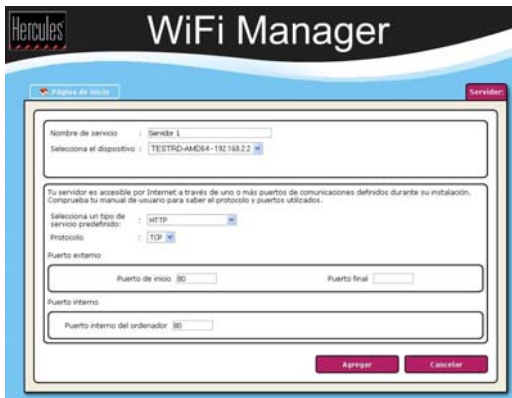 Hercules
WiFi Manager
Página de inicio
Servidor:
Nombre de servicio : Servidor 1
Selecciona el dispositivo : TESTRD-AMD64 - 192.168.2.2
Tu servidor es accesible por Internet a través de uno o más puertos de comunicaciones definidos durante su instalación.
Comprueba tu manual de usuario para saber el protocolo y puertos utilizados.
Selecciona un tipo de
servicio predefinido: : HTTP
Protocolo : TCP
Puerto externo
Puerto de inicio 80 Puerto final
Puerto interno
Puerto interno del ordenador 80
Agregar Cancelar